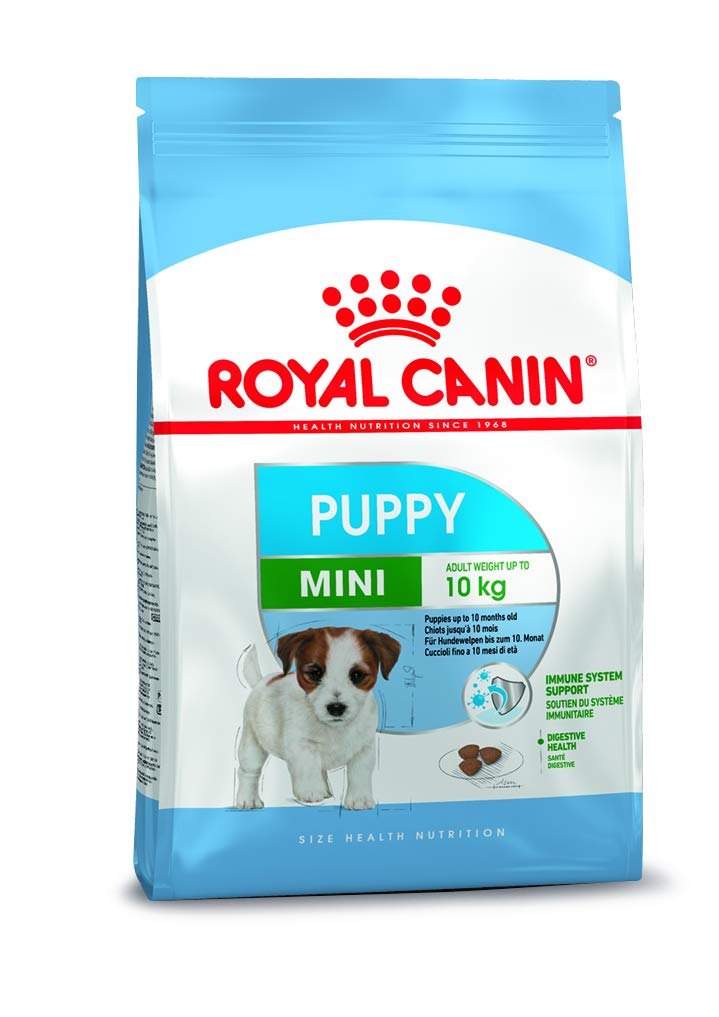 ROYAL CANIN®
HEALTH NUTRITION SINCE 1968
PUPPY
MINI
ADULT WEIGHT UP TO
10 kg
Puppies up to 10 months old
Chiots jusqu'à 10 mois
Für Hundewelpen bis zum 10. Monat
Cuccioli fino a 10 mesi di età
IMMUNE SYSTEM
SUPPORT
SOUTIEN DU SYSTÈME
IMMUNITAIRE
DIGESTIVE
HEALTH
SANTÉ
DIGESTIVE
SIZE HEALTH NUTRITION